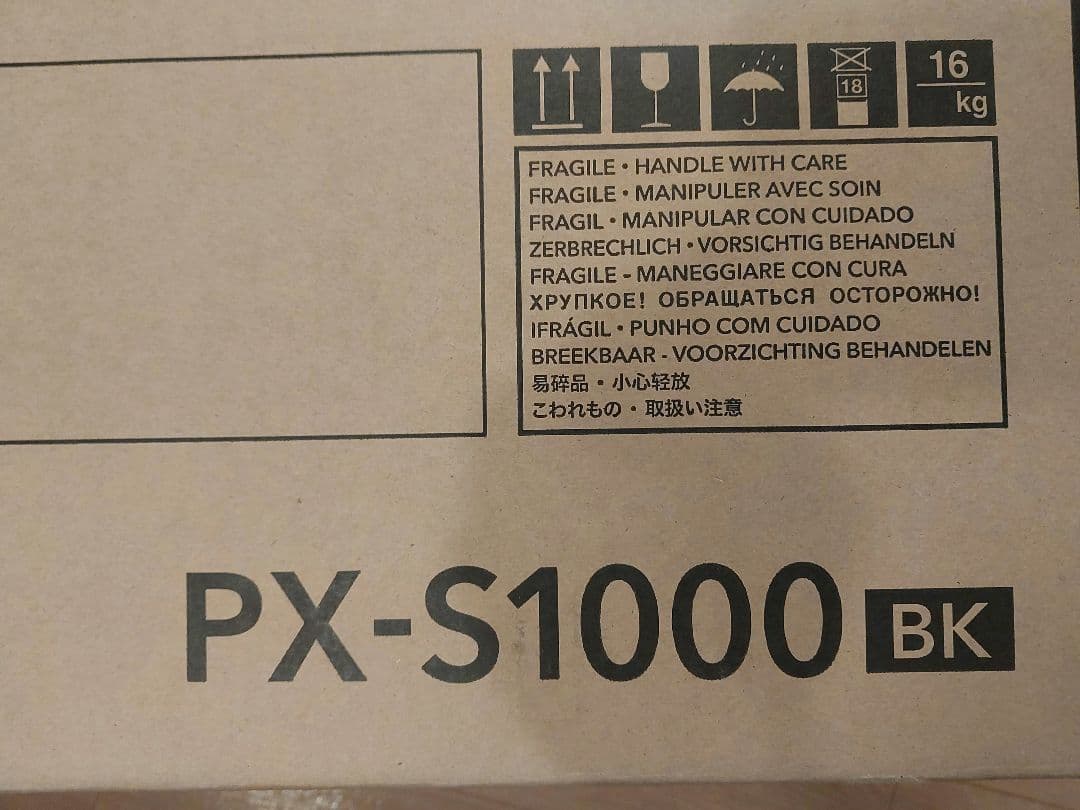 18
16
kg
FRAGILE • HANDLE WITH CARE
FRAGILE • MANIPULER AVEC SOIN
FRAGIL • MANIPULAR CON CUIDADO
ZERBRECHLICH • VORSICHTIG BEHANDELN
FRAGILE - MANEGGIARE CON CURA
ХРУПКОЕ! ОБРАЩАТЬСЯ ОСТОРОЖНО!
IFRÁGIL • PUNHO COM CUIDADO
BREEKBAAR - VOORZICHTING BEHANDELEN
易碎品・小心轻放
こわれもの・取扱い注意
PX-S1000 BK